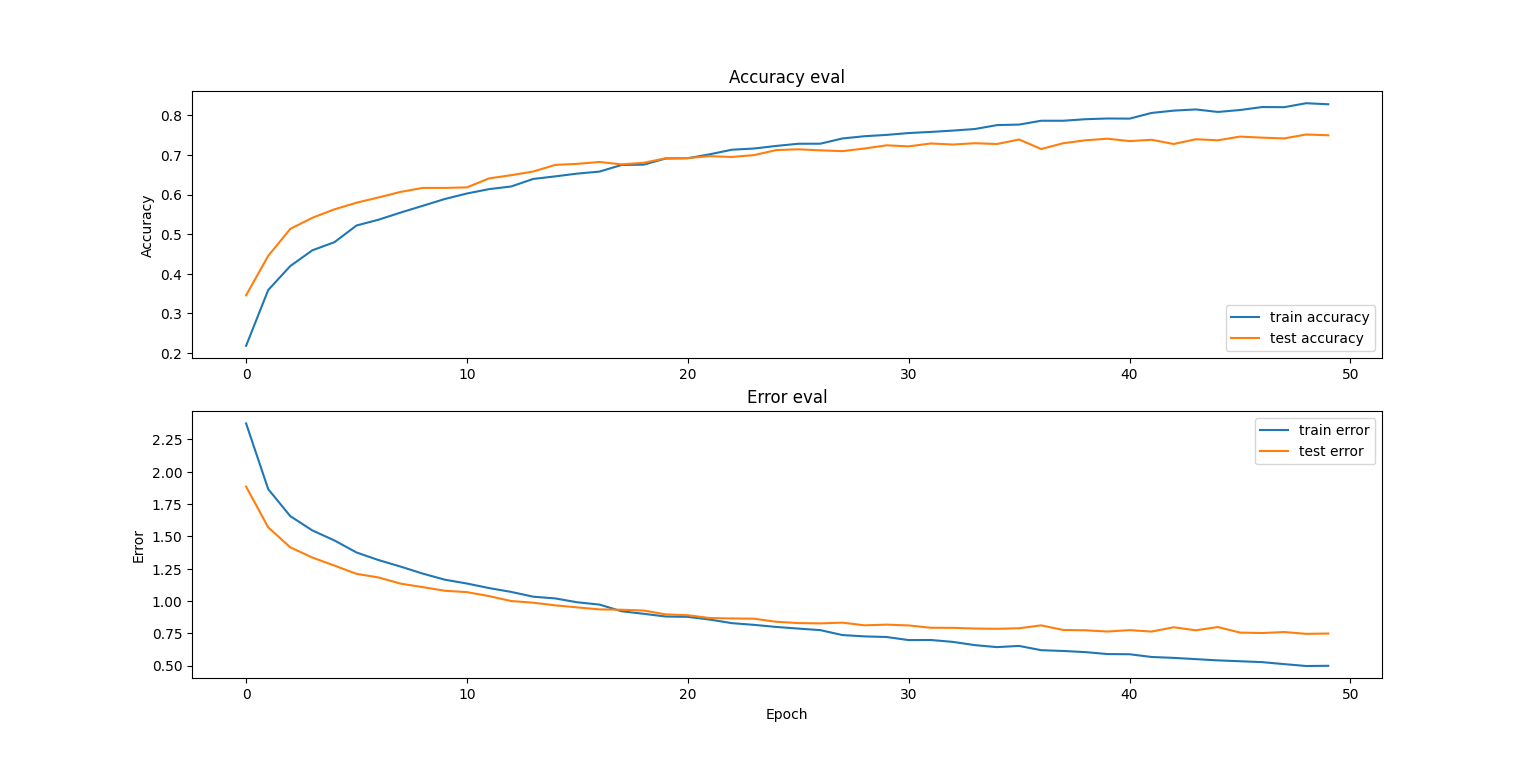 Accuracy eval
Accuracy
0.8
0.7
0.6
0.5
0.4
0.3
0.2
train accuracy
test accuracy
0 10 20 30 40 50
Error eval
Error
2.25
2.00
1.75
1.50
1.25
1.00
0.75
0.50
train error
test error
0 10 20 30 40 50
Epoch